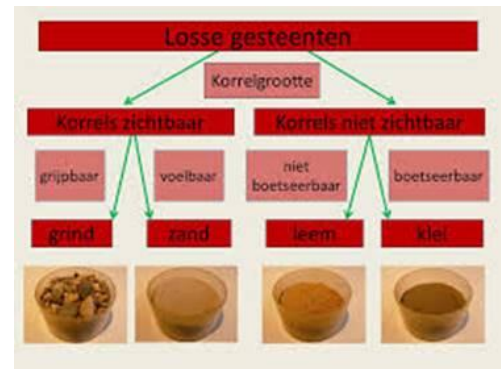 Losse gesteenten
Korrelgrootte
Korrels zichtbaar
Korrels niet zichtbaar
grijpbaar
voelbaar
niet
boetseerbaar
boetseerbaar
grind
zand
leem
klei